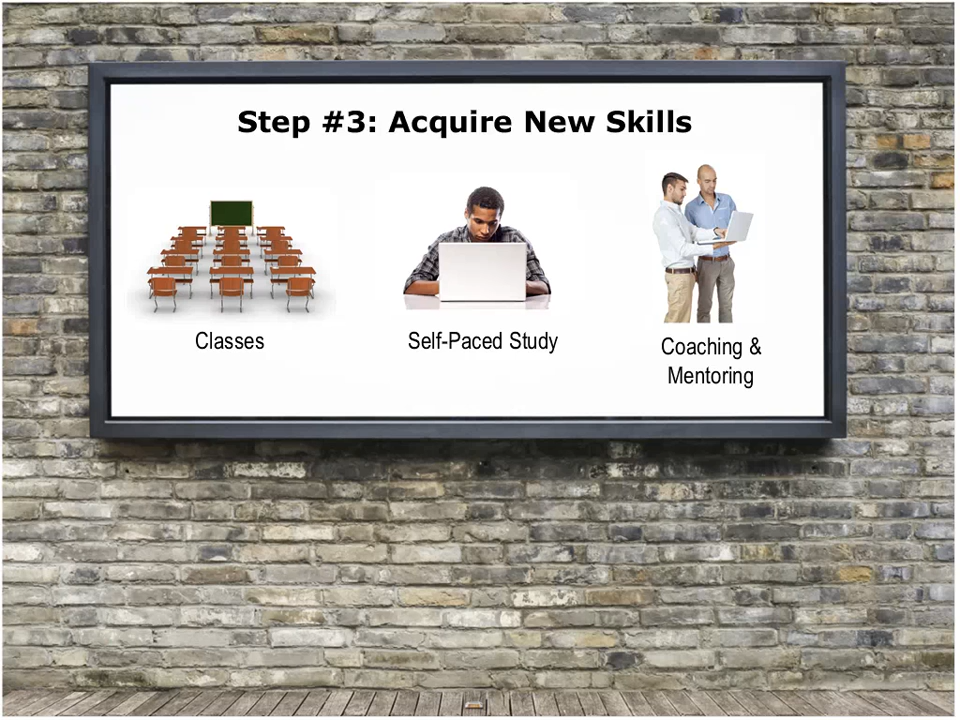 Step #3: Acquire New Skills
Classes
Self-Paced Study
Coaching &
Mentoring